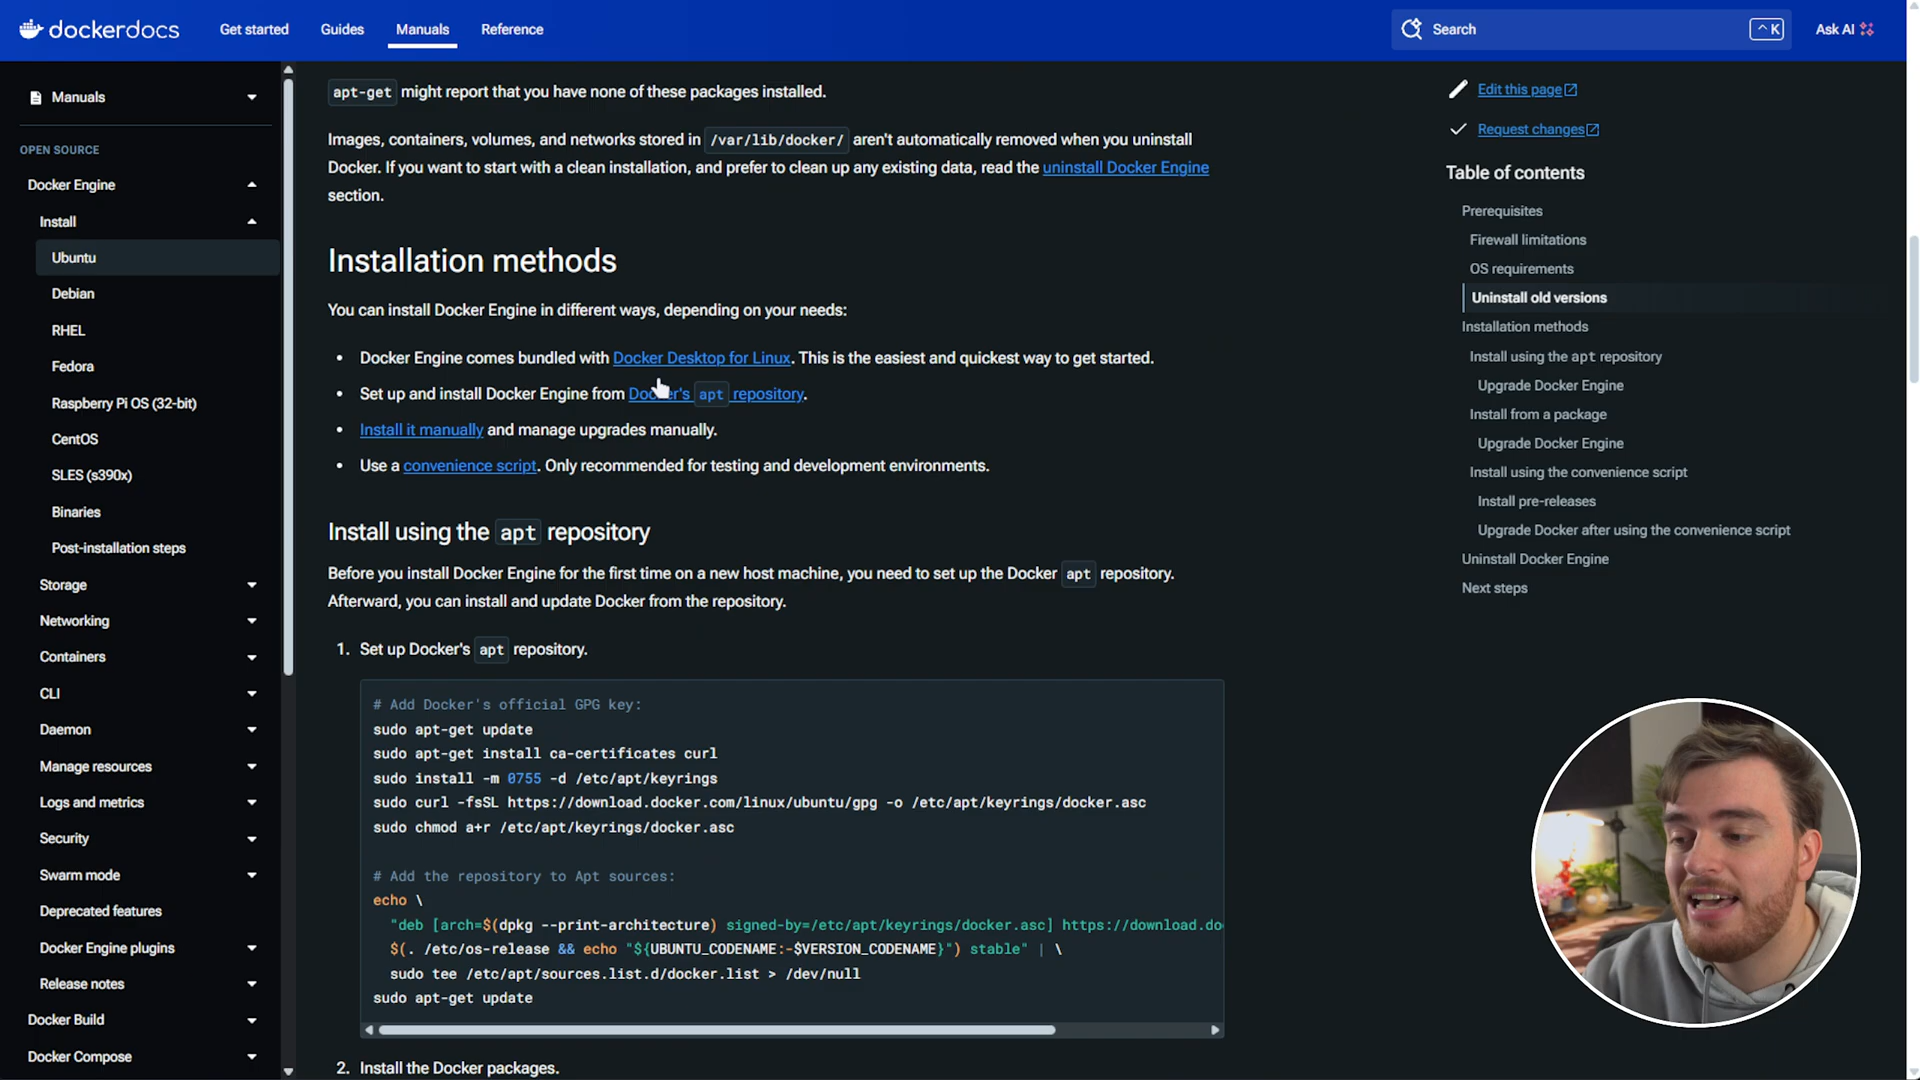 dockerdocs
Get started
Guides
Manuals
Reference
Search
^ K
Ask AI
Manuals
OPEN SOURCE
Docker Engine
Install
Ubuntu
Debian
RHEL
Fedora
Raspberry Pi OS (32-bit)
CentOS
SLES (s390x)
Binaries
Post-installation steps
Storage
Networking
Containers
CLI
Daemon
Manage resources
Logs and metrics
Security
Swarm mode
Deprecated features
Docker Engine plugins
Release notes
Docker Build
Docker Compose
apt-get might report that you have none of these packages installed.
Images, containers, volumes, and networks stored in /var/lib/docker/ aren't automatically removed when you uninstall
Docker. If you want to start with a clean installation, and prefer to clean up any existing data, read the uninstall Docker Engine
section.
Installation methods
You can install Docker Engine in different ways, depending on your needs:
• Docker Engine comes bundled with Docker Desktop for Linux. This is the easiest and quickest way to get started.
• Set up and install Docker Engine from Docker's apt repository.
• Install it manually and manage upgrades manually.
• Use a convenience script. Only recommended for testing and development environments.
Install using the apt repository
Before you install Docker Engine for the first time on a new host machine, you need to set up the Docker apt repository.
Afterward, you can install and update Docker from the repository.
1. Set up Docker's apt repository.
# Add Docker's official GPG key:
sudo apt-get update
sudo apt-get install ca-certificates curl
sudo install -m 0755 -d /etc/apt/keyrings
sudo curl -fsSL https://download.docker.com/linux/ubuntu/gpg -o /etc/apt/keyrings/docker.asc
sudo chmod a+r /etc/apt/keyrings/docker.asc
# Add the repository to Apt sources:
echo \
"deb [arch=$(dpkg --print-architecture) signed-by=/etc/apt/keyrings/docker.asc] https://download.do
$(. /etc/os-release && echo "${UBUNTU_CODENAME:-$VERSION_CODENAME}") stable" | \
sudo tee /etc/apt/sources.list.d/docker.list > /dev/null
sudo apt-get update
2. Install the Docker packages.
Edit this page
Request changes
Table of contents
Prerequisites
Firewall limitations
OS requirements
Uninstall old versions
Installation methods
Install using the apt repository
Upgrade Docker Engine
Install from a package
Upgrade Docker Engine
Install using the convenience script
Install pre-releases
Upgrade Docker after using the convenience script
Uninstall Docker Engine
Next steps